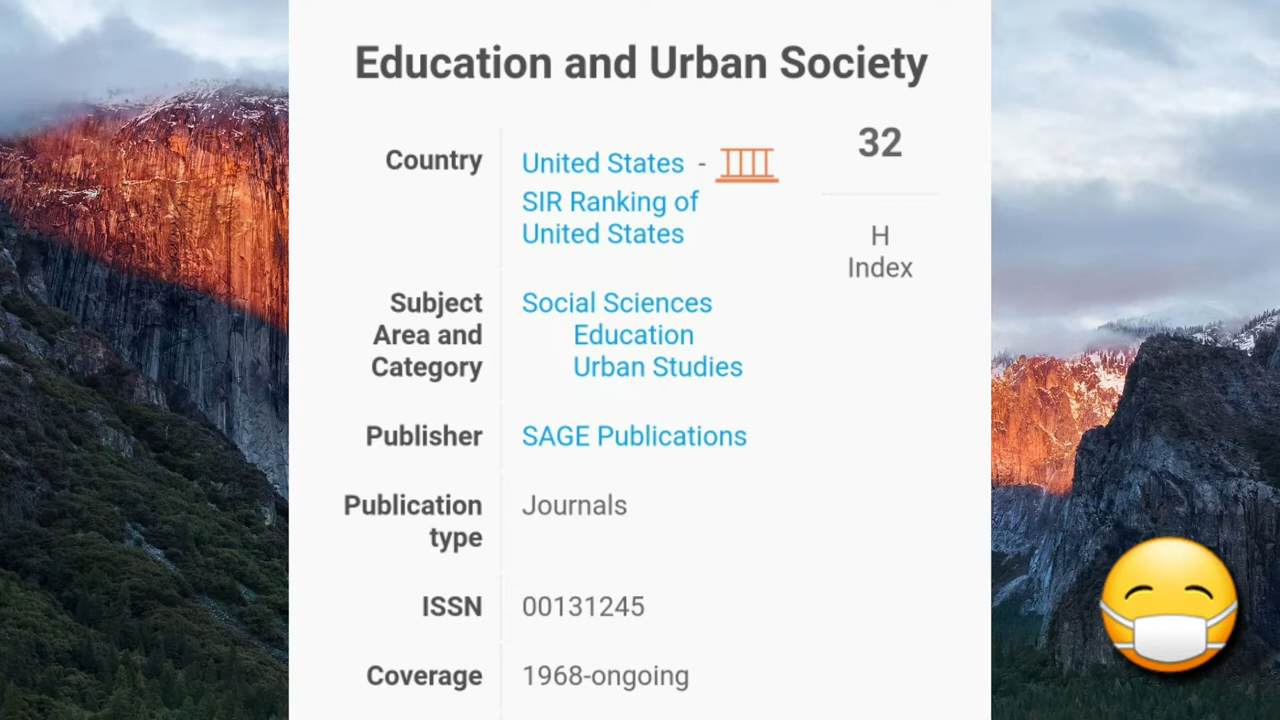 Education and Urban Society
Country
United States -
SIR Ranking of
United States
32
H
Index
Subject
Area and
Category
Social Sciences
Education
Urban Studies
Publisher
SAGE Publications
Publication
type
Journals
ISSN
00131245
Coverage
1968-ongoing